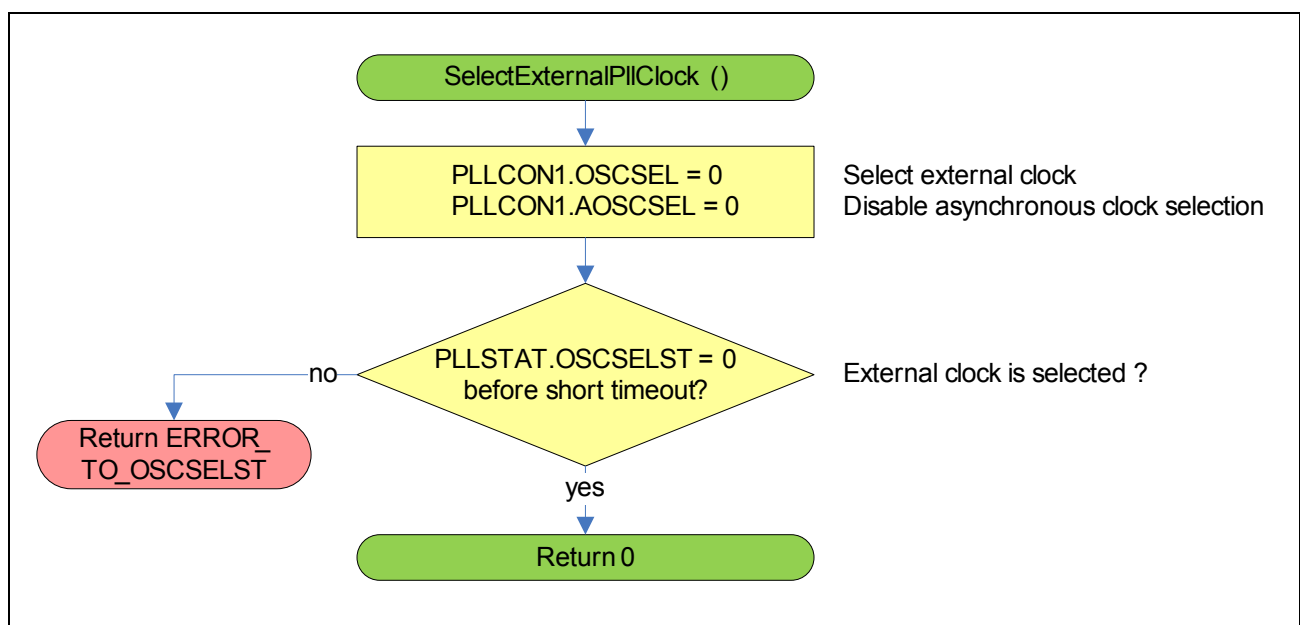 SelectExternalPllClock ()
PLLCON1.OSCSEL = 0
PLLCON1.AOSCSEL = 0
Select external clock
Disable asynchronous clock selection
PLLSTAT.OSCSELST = 0
before short timeout?
External clock is selected ?
no
Return ERROR_
TO_OSCSELST
yes
Return 0